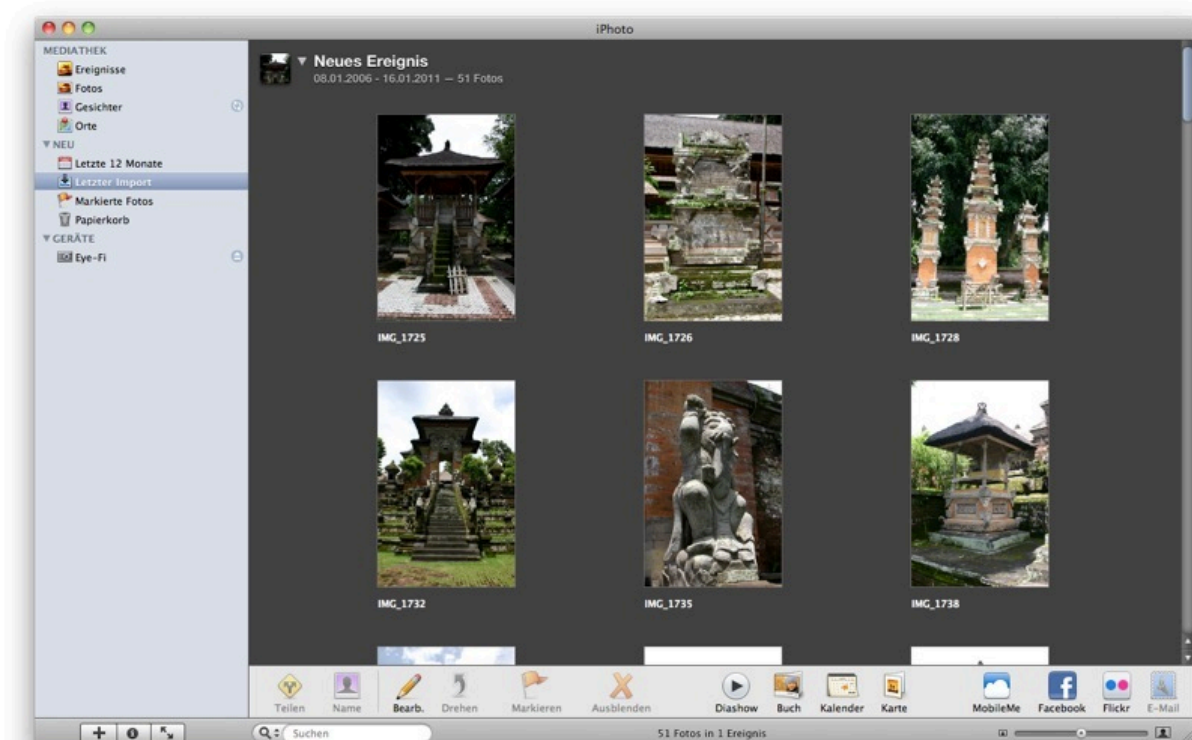 iPhoto
MEDIATHEK
Ereignisse
Fotos
Gesichter
Orte
NEU
Letzte 12 Monate
Letzter Import
Markierte Fotos
Papierkorb
GERÄTE
Eye-Fi
Neues Ereignis
08.01.2006 - 16.01.2011 — 51 Fotos
IMG_1725
IMG_1726
IMG_1728
IMG_1732
IMG_1735
IMG_1738
Teilen
Name
Bearb.
Drehen
Markieren
Ausblenden
Diashow
Buch
Kalender
Karte
MobileMe
Facebook
Flickr
E-Mail
Suchen
51 Fotos in 1 Ereignis